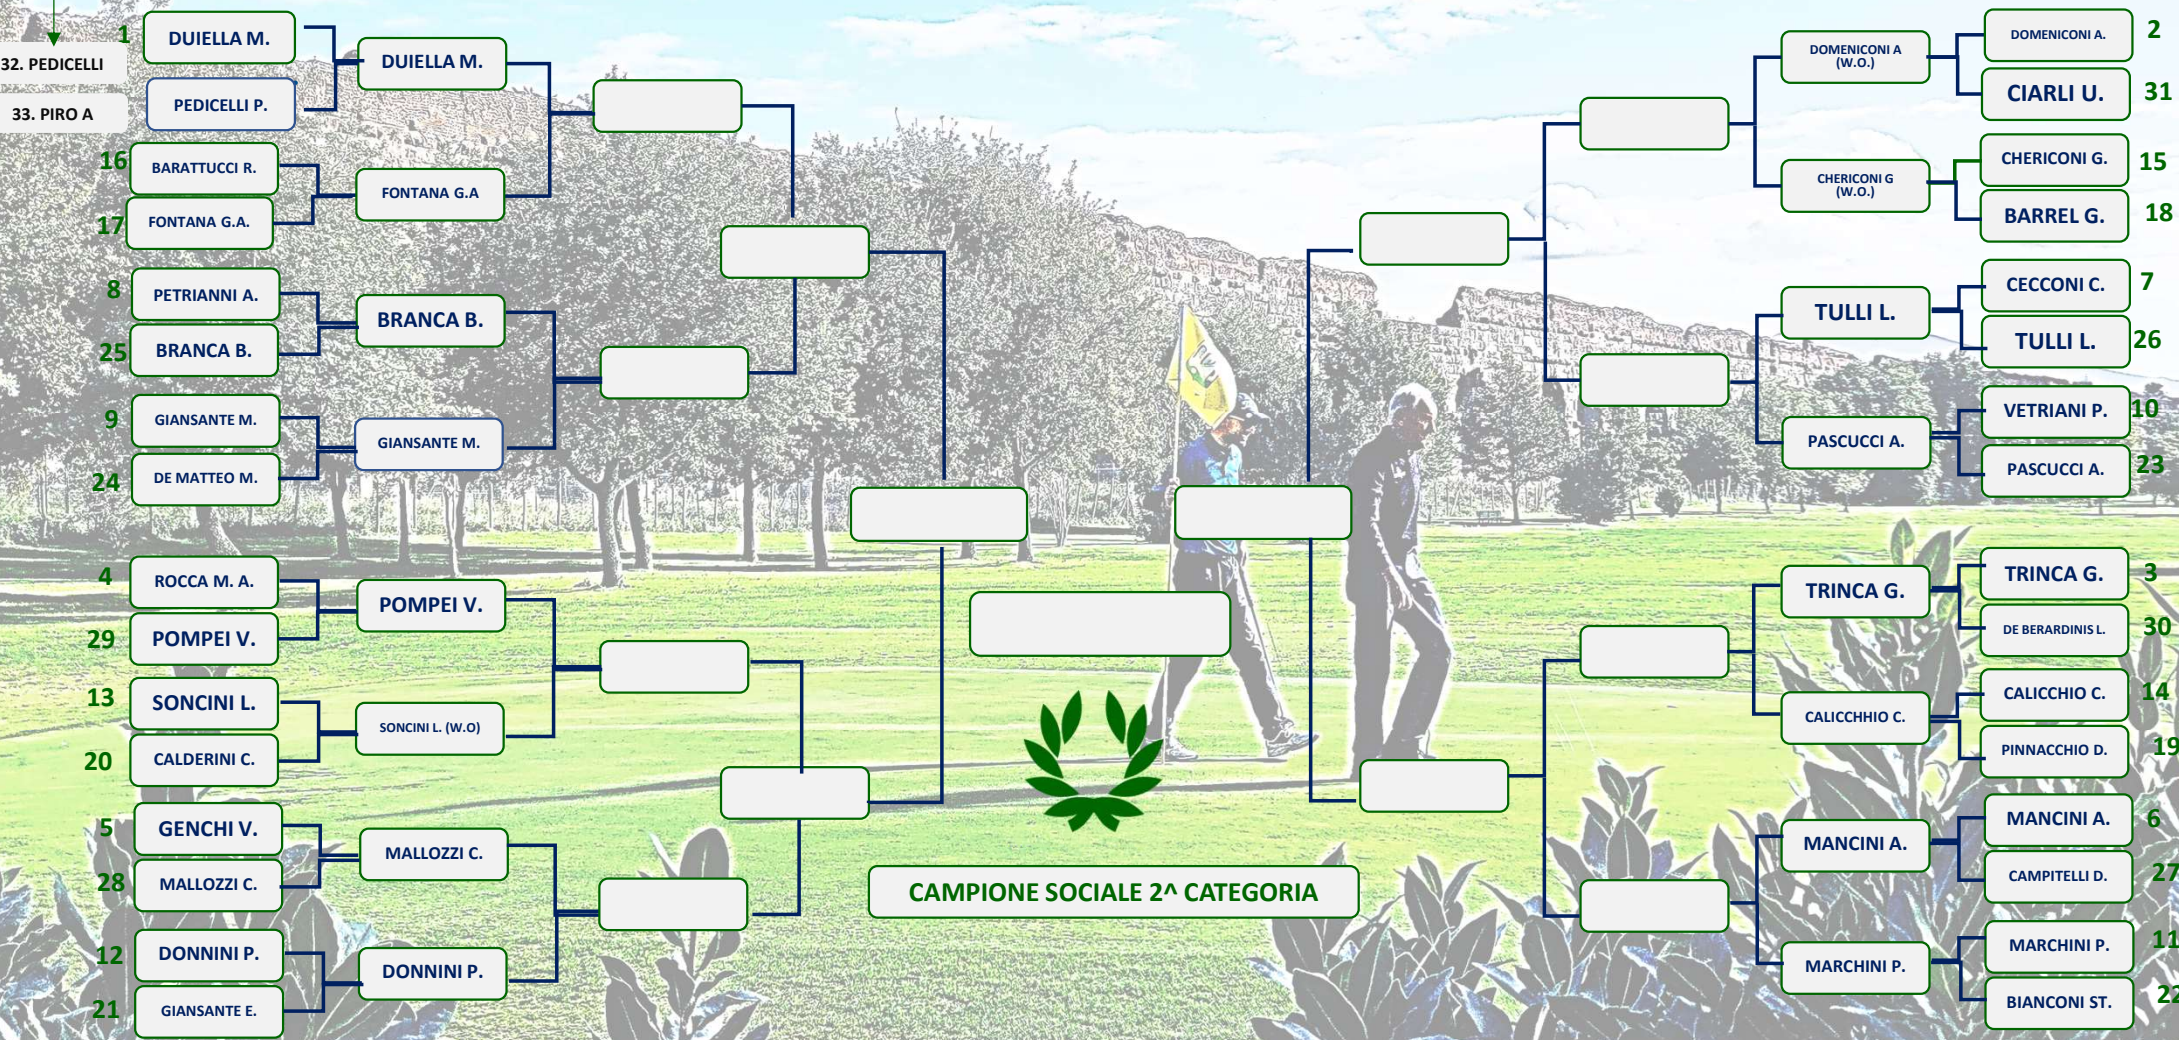 1
DUIELLA M.
32. PEDICELLI
PEDICELLI P.
33. PIRO A
DUIELLA M.
16
BARATTUCCI R.
17
FONTANA G.A.
FONTANA G.A
8
PETRIANNI A.
25
BRANCA B.
BRANCA B.
9
GIANSANTE M.
24
DE MATTEO M.
GIANSANTE M.
4
ROCCA M. A.
29
POMPEI V.
POMPEI V.
13
SONCINI L.
20
CALDERINI C.
SONCINI L. (W.O)
5
GENCHI V.
28
MALLOZZI C.
MALLOZZI C.
12
DONNINI P.
21
GIANSANTE E.
DONNINI P.
CAMPIONE SOCIALE 2^ CATEGORIA
DOMENICONI A
(W.O.)
DOMENICONI A.
2
CIARLI U.
31
CHERICONI G
(W.O.)
CHERICONI G.
15
BARREL G.
18
TULLI L.
CECCONI C.
7
TULLI L.
26
PASCUCCI A.
VETRIANI P.
10
PASCUCCI A.
23
TRINCA G.
TRINCA G.
3
DE BERARDINIS L.
30
CALICCHHIO C.
CALICCHIO C.
14
PINNACCHIO D.
19
MANCINI A.
MANCINI A.
6
CAMPITELLI D.
27
MARCHINI P.
MARCHINI P.
11
BIANCONI ST.
22